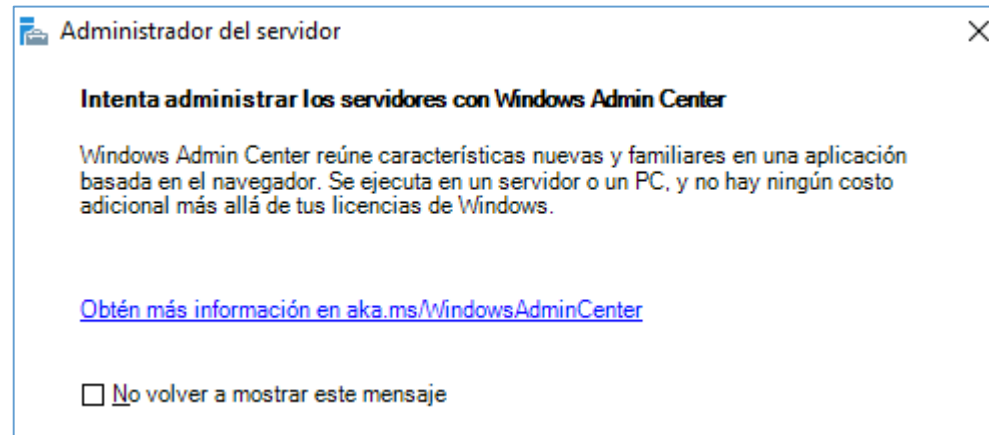 Administrador del servidor
Intenta administrar los servidores con Windows Admin Center
Windows Admin Center reúne características nuevas y familiares en una aplicación
basada en el navegador. Se ejecuta en un servidor o un PC, y no hay ningún costo
adicional más allá de tus licencias de Windows.
Obtén más información en aka.ms/WindowsAdminCenter
No volver a mostrar este mensaje